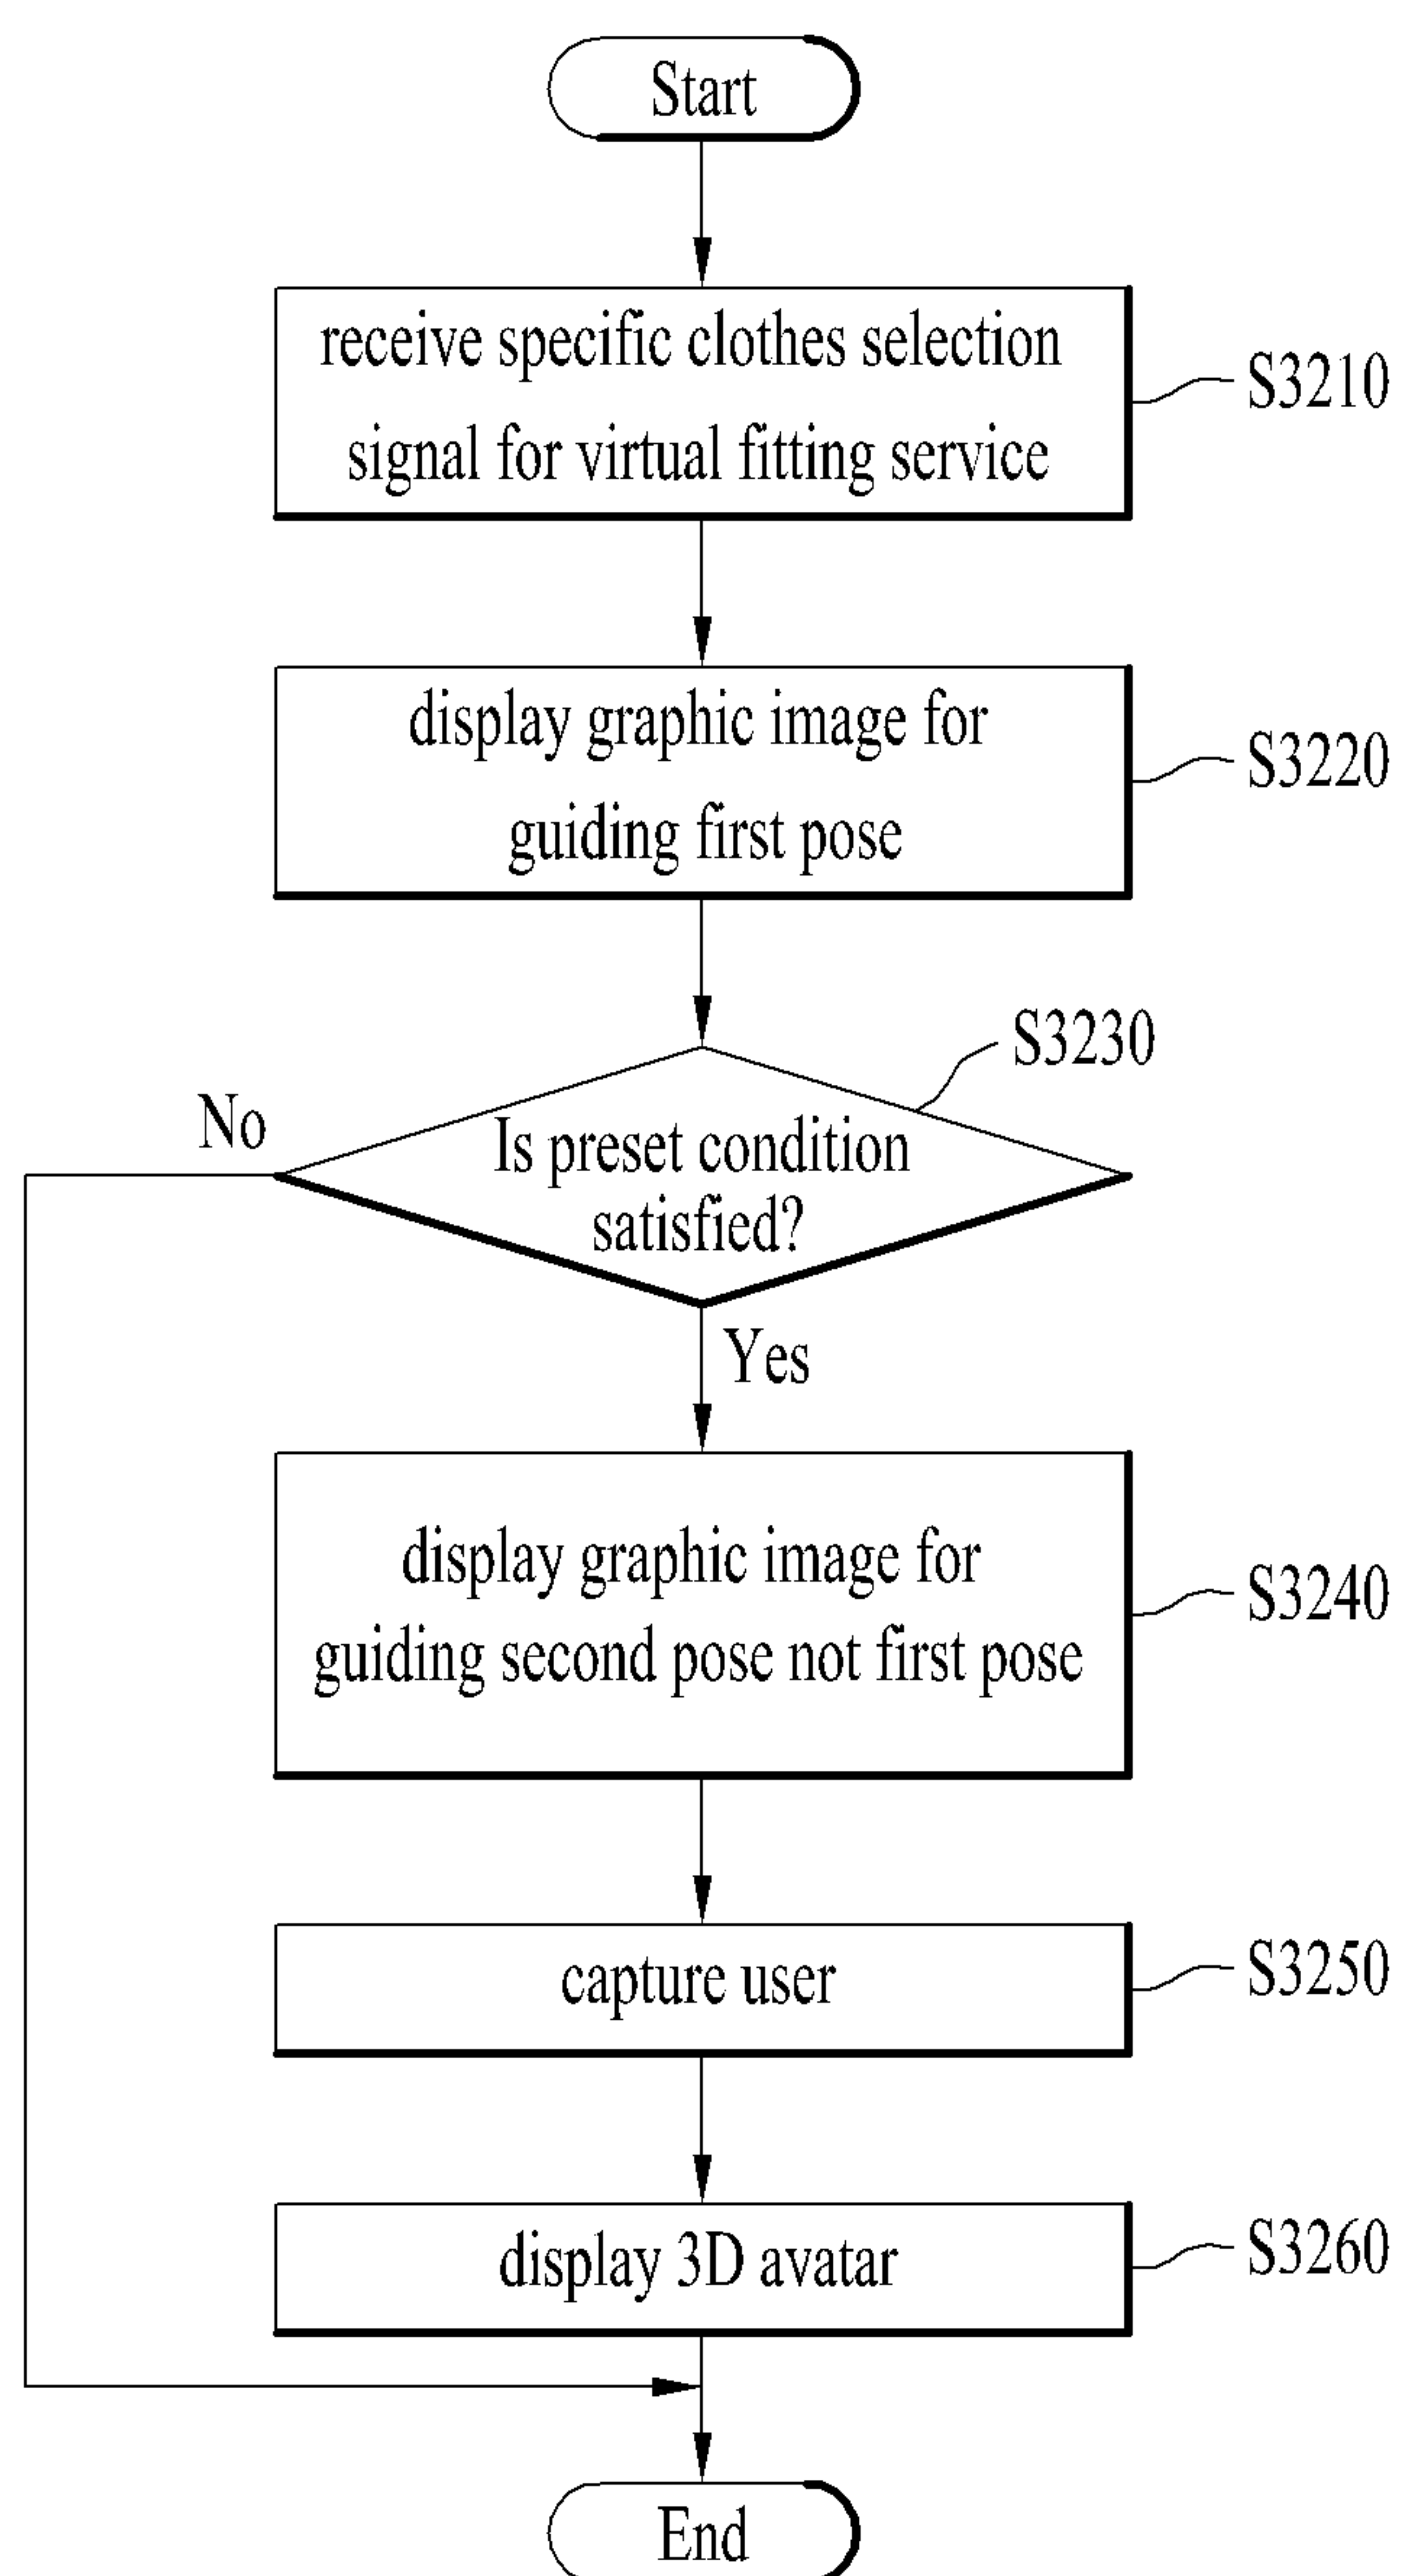 Start
receive specific clothes selection
signal for virtual fitting service
S3210
display graphic image for
guiding first pose
S3220
S3230
No
Is preset condition
satisfied?
Yes
display graphic image for
guiding second pose not first pose
S3240
capture user
S3250
display 3D avatar
S3260
End